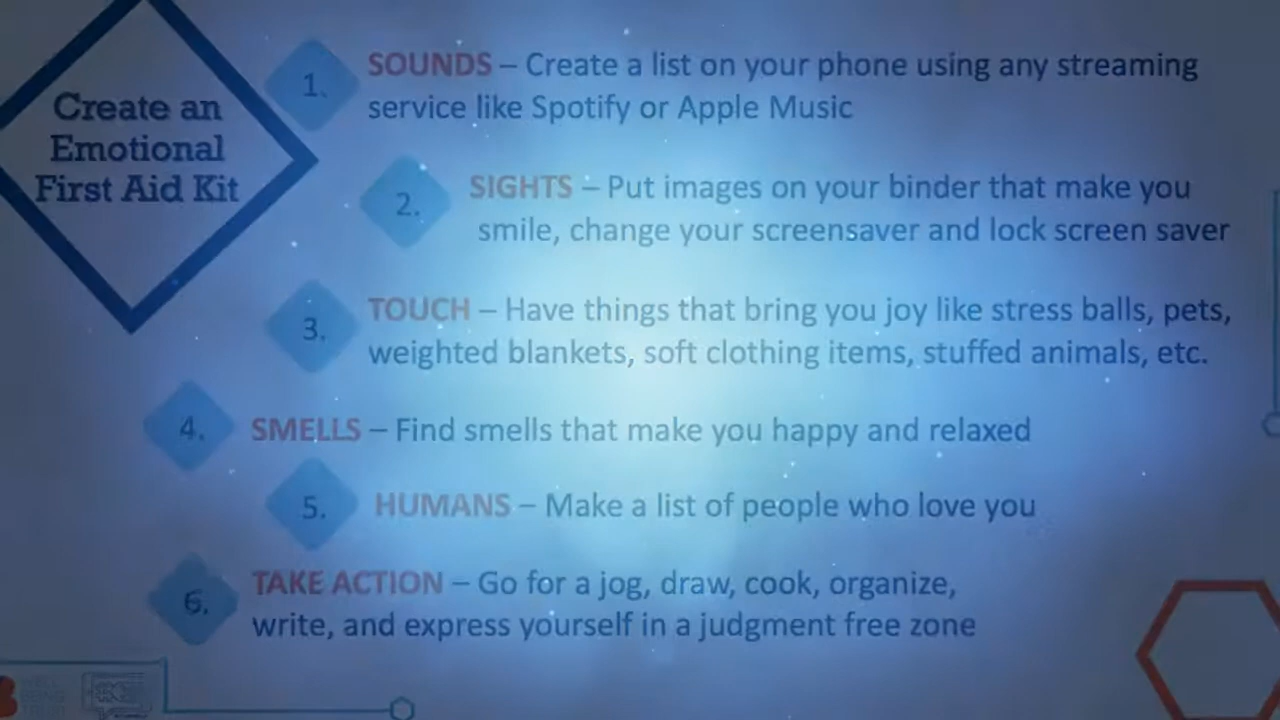 Create an
Emotional
First Aid Kit
1. SOUNDS – Create a list on your phone using any streaming
service like Spotify or Apple Music
2. SIGHTS – Put images on your binder that make you
smile, change your screensaver and lock screen saver
3. TOUCH – Have things that bring you joy like stress balls, pets,
weighted blankets, soft clothing items, stuffed animals, etc.
4. SMELLS – Find smells that make you happy and relaxed
5. HUMANS – Make a list of people who love you
6. TAKE ACTION – Go for a jog, draw, cook, organize,
write, and express yourself in a judgment free zone